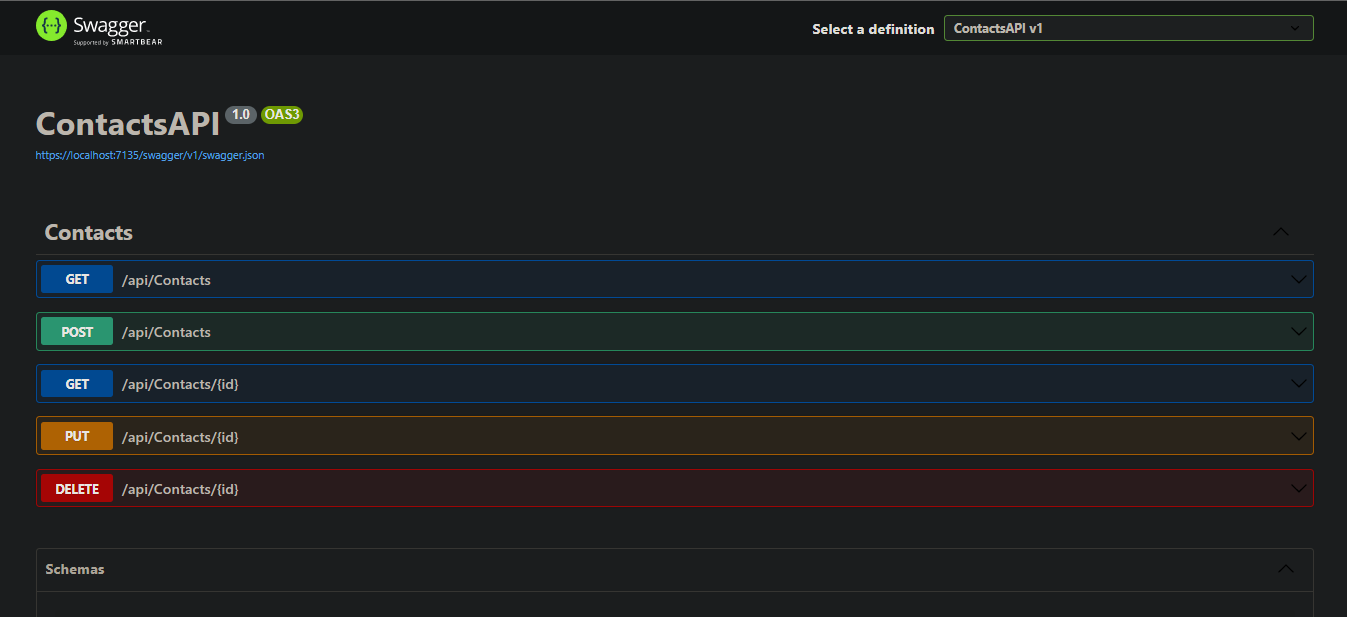 {···} Swagger
Supported by SMARTBEAR
Select a definition
ContactsAPI v1
ContactsAPI 1.0 OAS3
https://localhost:7135/swagger/v1/swagger.json
Contacts
GET /api/Contacts
POST /api/Contacts
GET /api/Contacts/{id}
PUT /api/Contacts/{id}
DELETE /api/Contacts/{id}
Schemas